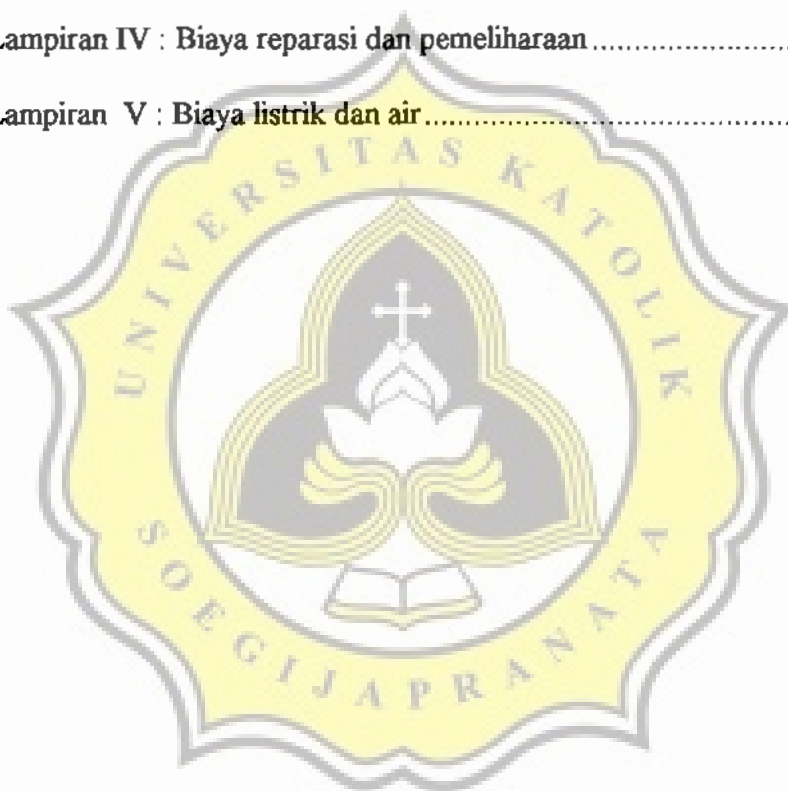 Lampiran IV : Biaya reparasi dan pemeliharaan ........................
Lampiran V : Biaya listrik dan air ............................................
UNIVERSITAS KATOLIK
SOEGIJAPRANATA